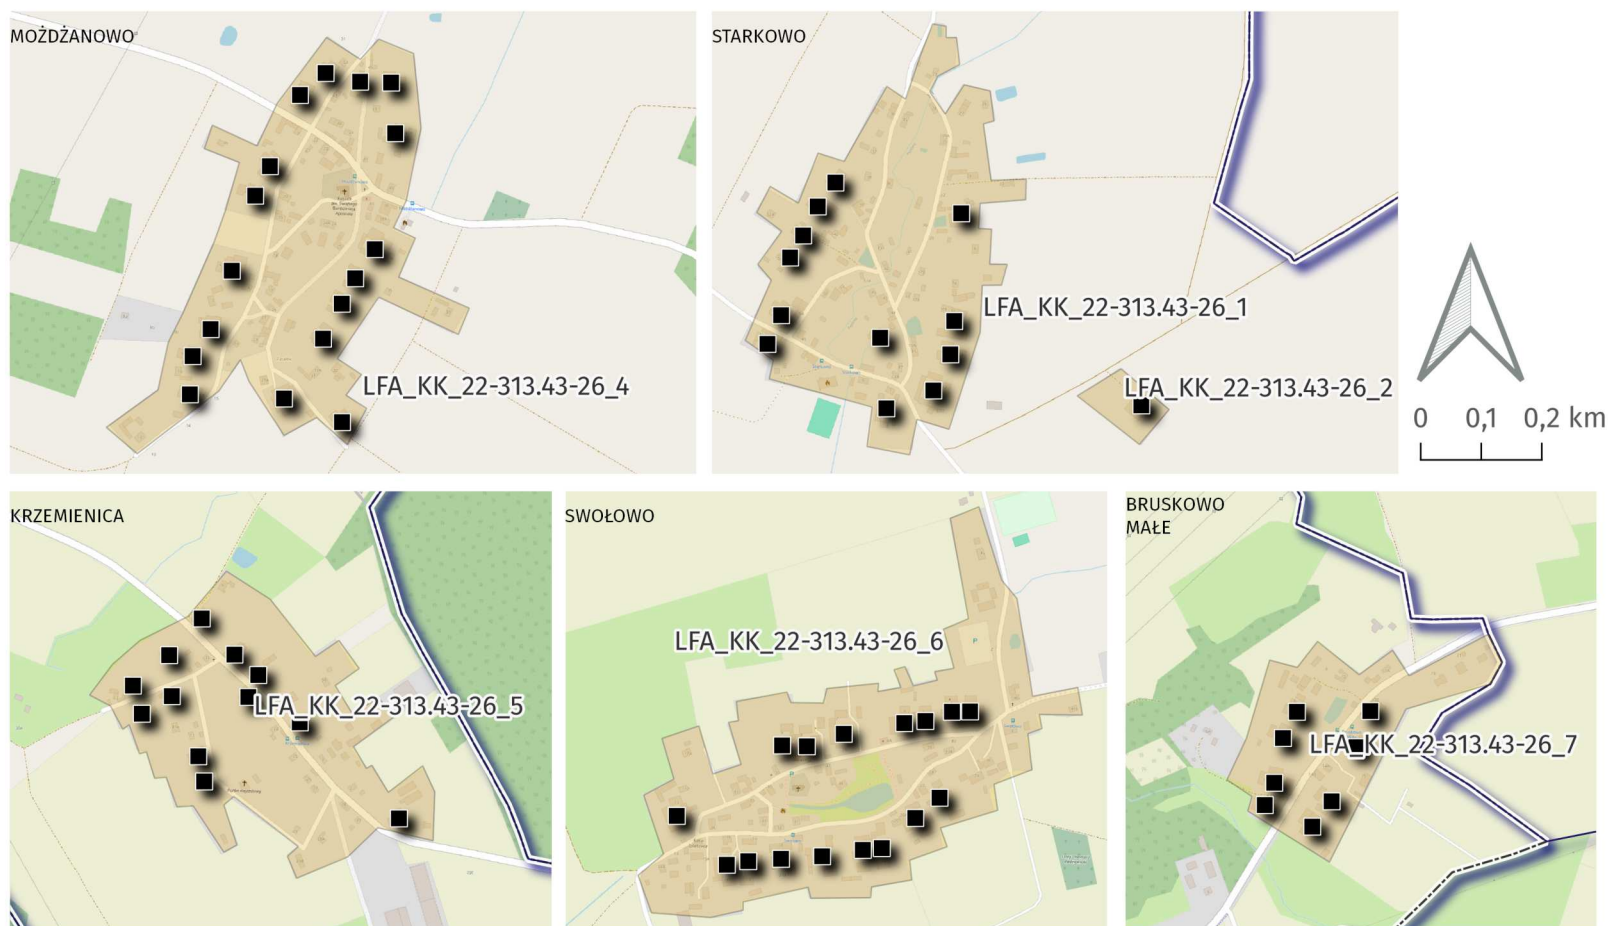 MOŻDŻANOWO
LFA_KK_22-313.43-26_4
STARKOWO
LFA_KK_22-313.43-26_1
LFA_KK_22-313.43-26_2
0 0,1 0,2 km
KRZEMIENICA
LFA_KK_22-313.43-26_5
SWOŁOWO
LFA_KK_22-313.43-26_6
BRUSKOWO
MAŁE
LFA_KK_22-313.43-26_7